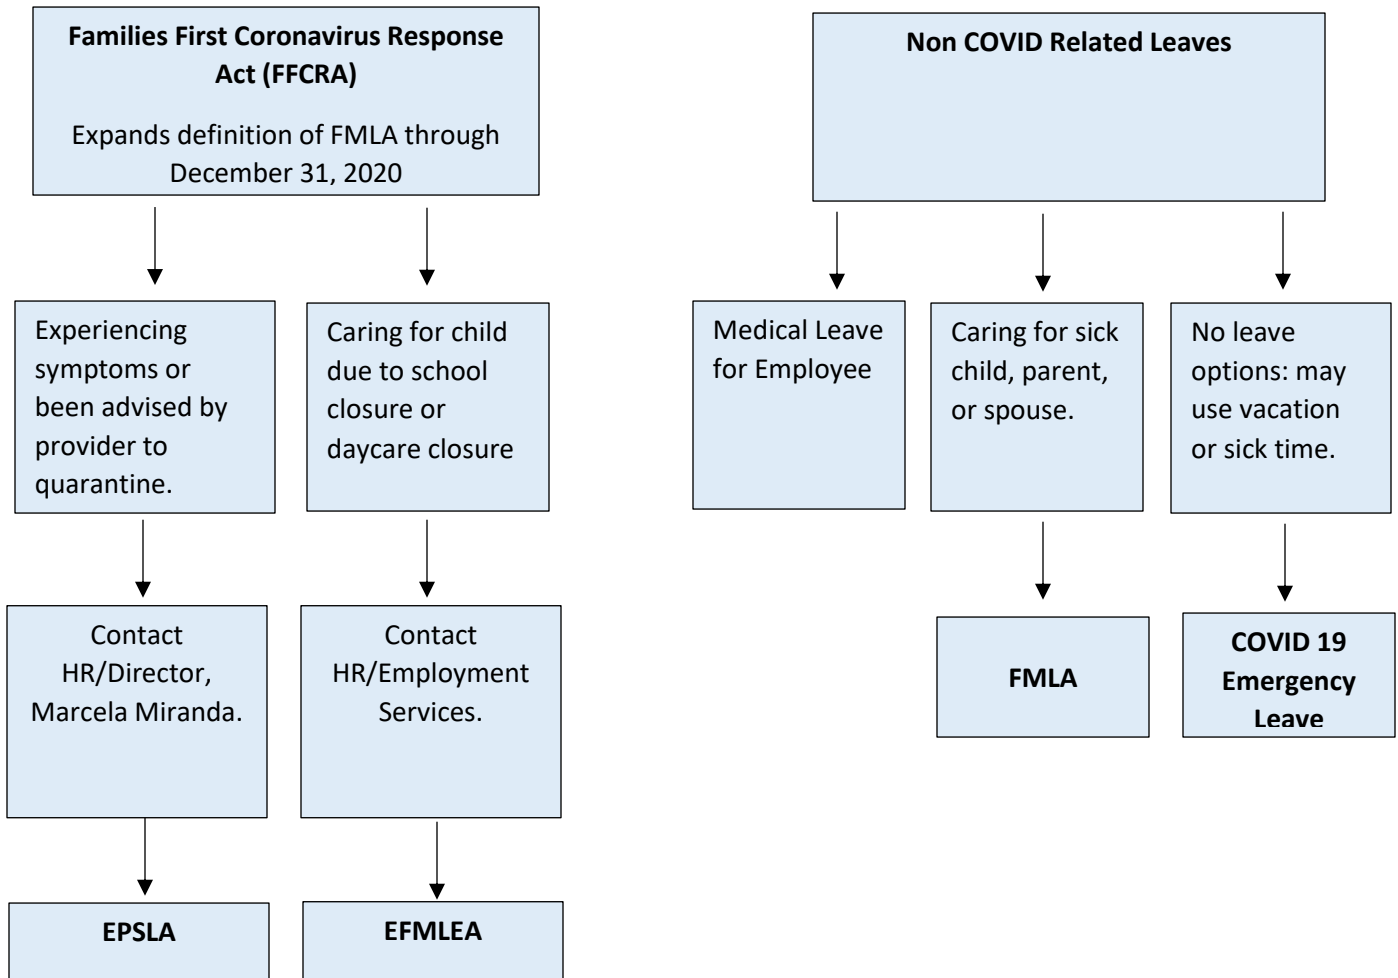 Families First Coronavirus Response
Act (FFCRA)
Expands definition of FMLA through
December 31, 2020
Non COVID Related Leaves
Experiencing
symptoms or
been advised by
provider to
quarantine.
Caring for child
due to school
closure or
daycare closure
Medical Leave
for Employee
Caring for sick
child, parent,
or spouse.
No leave
options: may
use vacation
or sick time.
Contact
HR/Director,
Marcela Miranda.
Contact
HR/Employment
Services.
FMLA
COVID 19
Emergency
Leave
EPSLA
EFMLEA